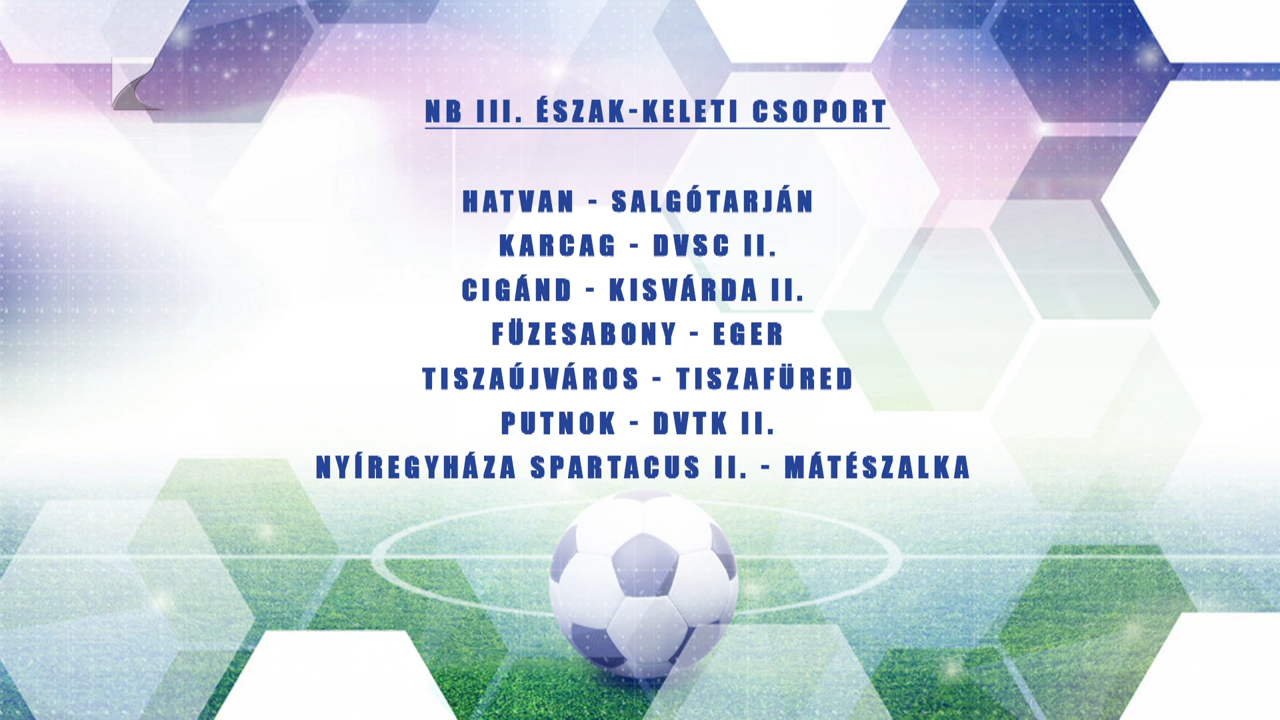 NB III. ÉSZAK-KELETI CSOPORT
HATVAN - SALGÓTARJÁN
KARCAG - DVSC II.
CIGÁND - KISVÁRDA II.
FÜZESABONY - EGER
TISZAÚJVÁROS - TISZAFÜRED
PUTNOK - DVTK II.
NYÍREGYHÁZA SPARTACUS II. - MÁTÉSZALKA